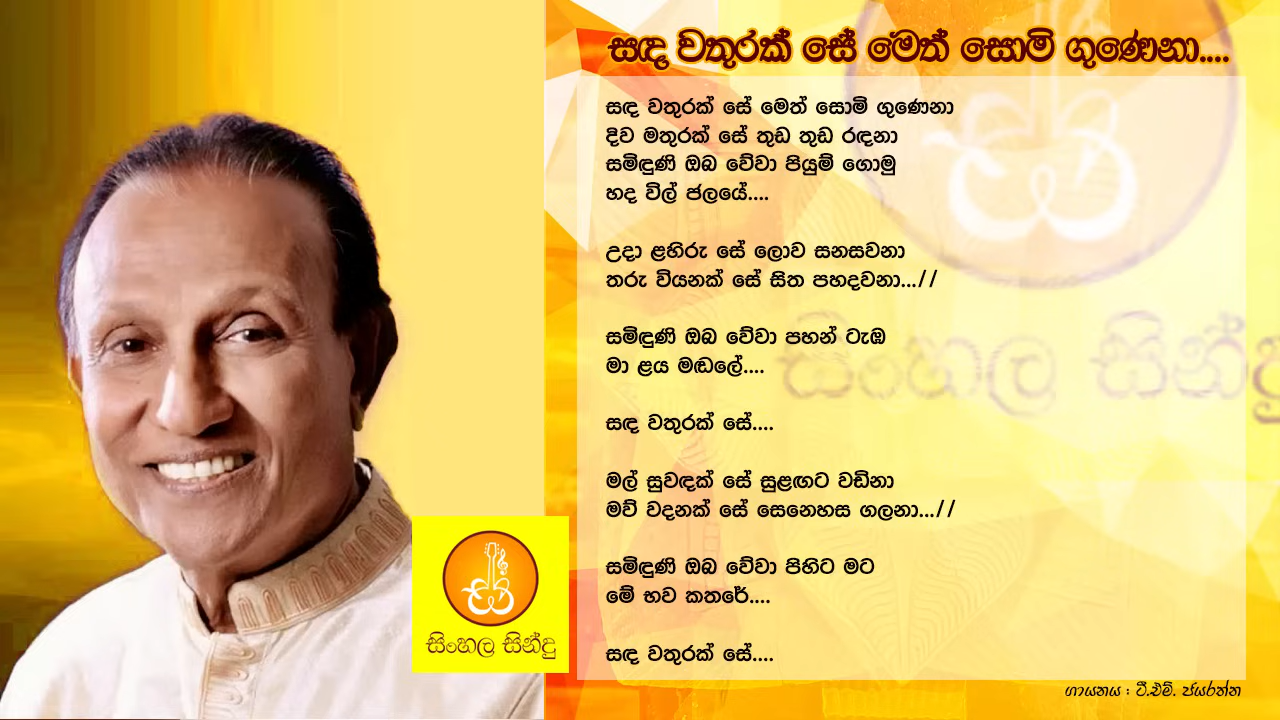 සඳ වතුරක් සේ මෙත් සොමි ගුණෙනා....
සඳ වතුරක් සේ මෙත් සොමි ගුණෙනා
දිව මතුරක් සේ තුඩ තුඩ රඳනා
සමිඳුණි ඔබ වේවා පියුම් ගොමු
හද විල් ජලයේ....
උදා ළහිරු සේ ලොව සනසවනා
තරු වියනක් සේ සිත පහදවනා...//
සමිඳුණි ඔබ වේවා පහන් ටැඹ
මා ළය මඬලේ....
සඳ වතුරක් සේ....
මල් සුවඳක් සේ සුළඟට වඩිනා
මව් වදනක් සේ සෙනෙහස ගලනා...//
සමිඳුණි ඔබ වේවා පිහිට මට
මේ භව කතරේ....
සඳ වතුරක් සේ....
සිංහල සින්දු
සිංහල සින්දු
ගායනය : ටී.එම්. ජයරත්න